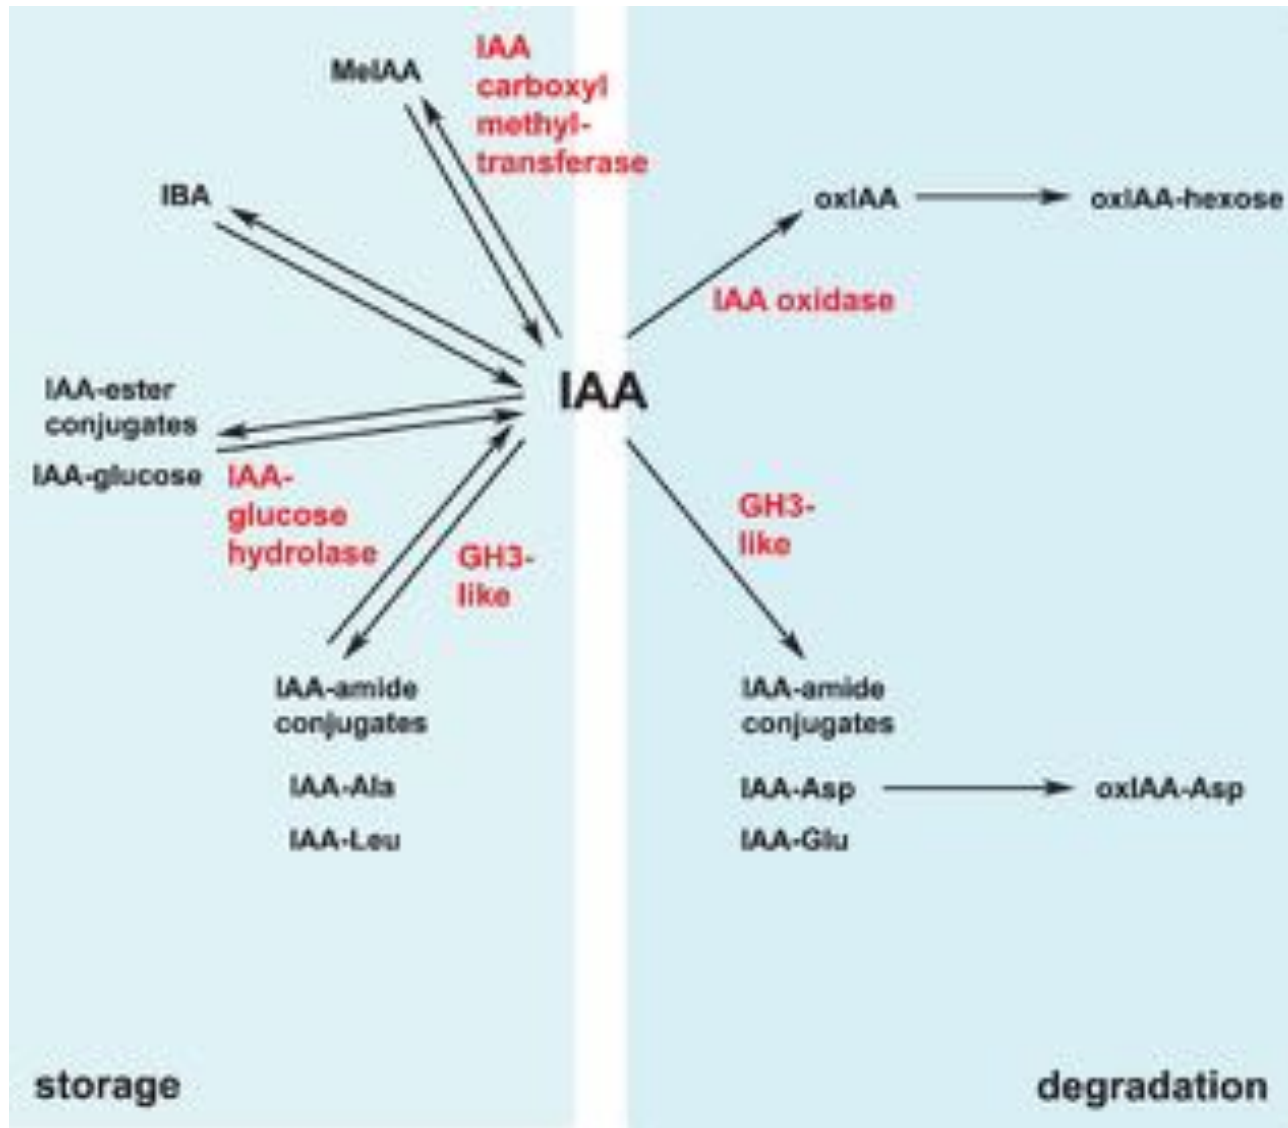 MeIAA
IAA
carboxyl
methyl-
transferase
IBA
oxIAA
oxIAA-hexose
IAA oxidase
IAA
IAA-ester
conjugates
IAA-glucose
IAA-
glucose
hydrolase
GH3-
like
GH3-
like
IAA-amide
conjugates
IAA-Ala
IAA-Leu
IAA-amide
conjugates
IAA-Asp
oxIAA-Asp
IAA-Glu
storage
degradation